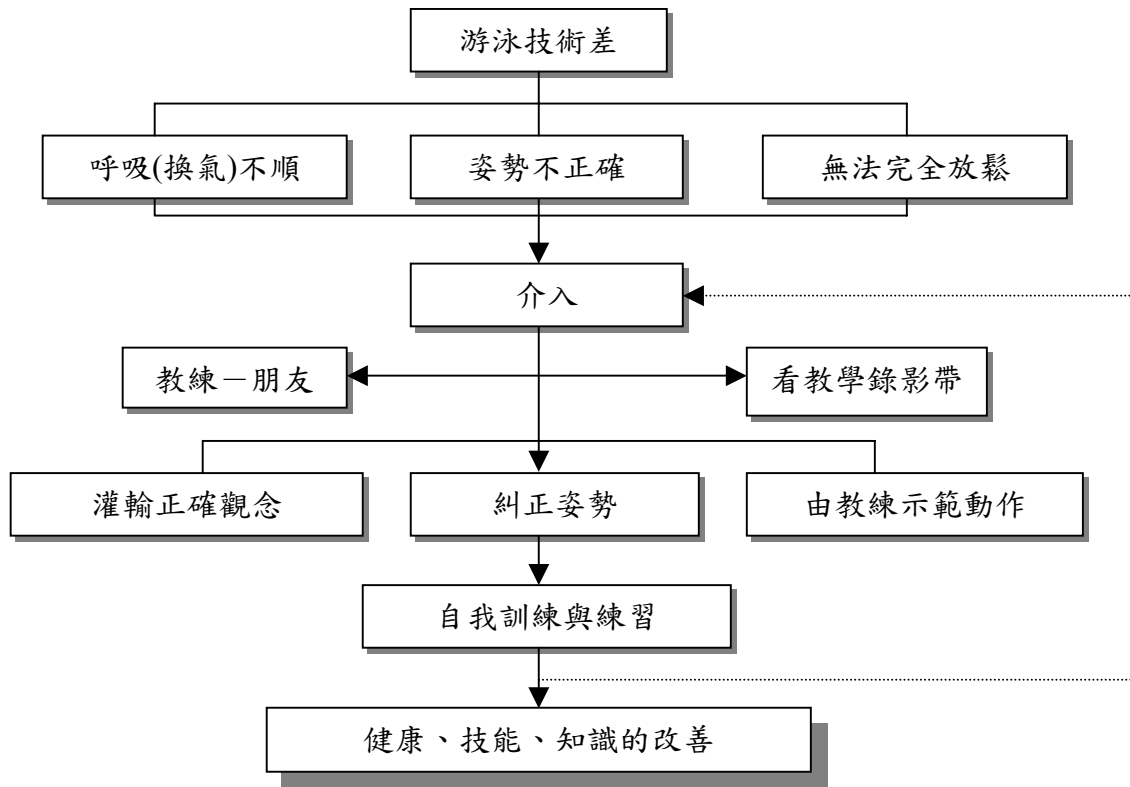 游泳技術差
呼吸(換氣)不順
姿勢不正確
無法完全放鬆
介入
教練－朋友
看教學錄影帶
灌輸正確觀念
糾正姿勢
由教練示範動作
自我訓練與練習
健康、技能、知識的改善